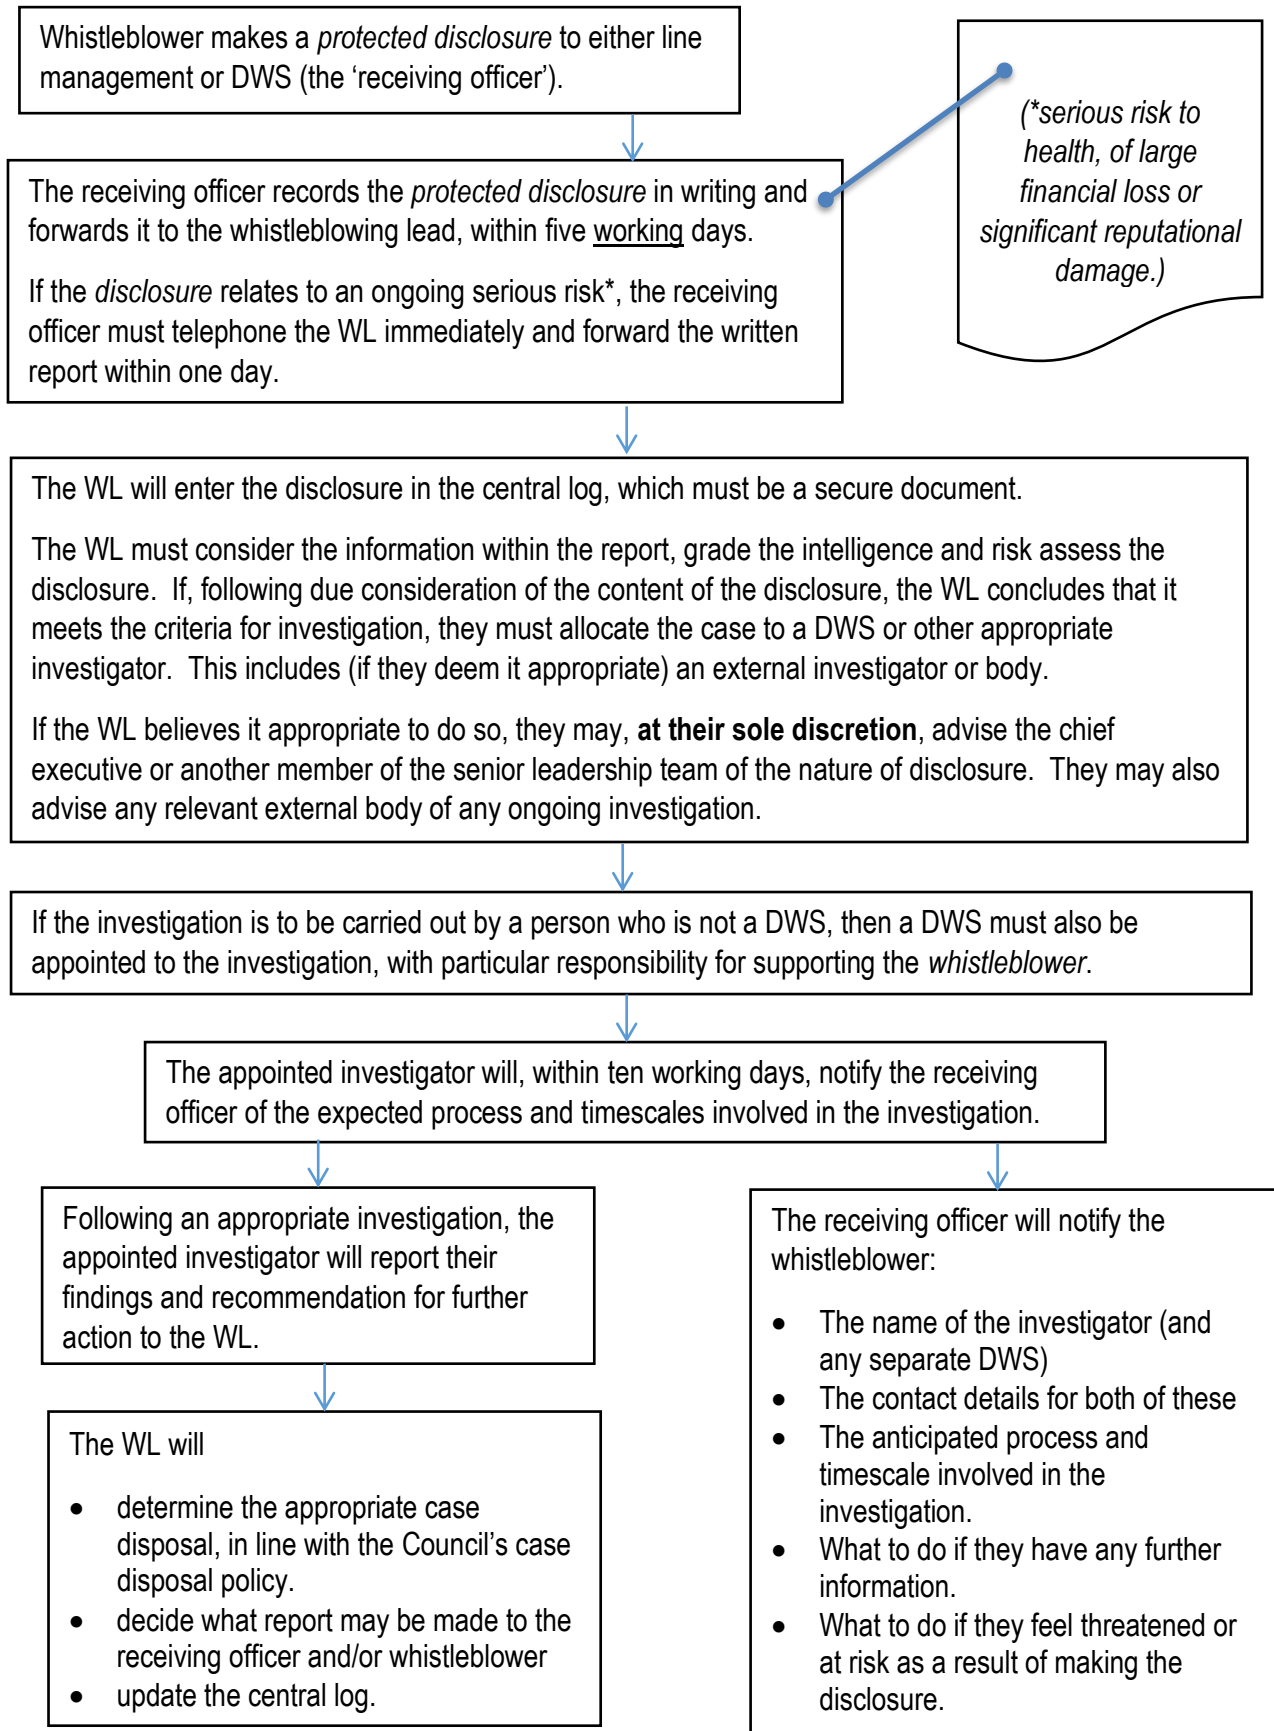 Whistleblower makes a protected disclosure to either line
management or DWS (the ‘receiving officer’).
(*serious risk to
health, of large
financial loss or
significant reputational
damage.)
The receiving officer records the protected disclosure in writing and
forwards it to the whistleblowing lead, within five working days.
If the disclosure relates to an ongoing serious risk*, the receiving
officer must telephone the WL immediately and forward the written
report within one day.
The WL will enter the disclosure in the central log, which must be a secure document.
The WL must consider the information within the report, grade the intelligence and risk assess the
disclosure.  If, following due consideration of the content of the disclosure, the WL concludes that it
meets the criteria for investigation, they must allocate the case to a DWS or other appropriate
investigator.  This includes (if they deem it appropriate) an external investigator or body.
If the WL believes it appropriate to do so, they may, at their sole discretion, advise the chief
executive or another member of the senior leadership team of the nature of disclosure.  They may also
advise any relevant external body of any ongoing investigation.
If the investigation is to be carried out by a person who is not a DWS, then a DWS must also be
appointed to the investigation, with particular responsibility for supporting the whistleblower.
The appointed investigator will, within ten working days, notify the receiving
officer of the expected process and timescales involved in the investigation.
Following an appropriate investigation, the
appointed investigator will report their
findings and recommendation for further
action to the WL.
The WL will
• determine the appropriate case
disposal, in line with the Council’s case
disposal policy.
• decide what report may be made to the
receiving officer and/or whistleblower
• update the central log.
The receiving officer will notify the
whistleblower:
• The name of the investigator (and
any separate DWS)
• The contact details for both of these
• The anticipated process and
timescale involved in the
investigation.
• What to do if they have any further
information.
• What to do if they feel threatened or
at risk as a result of making the
disclosure.